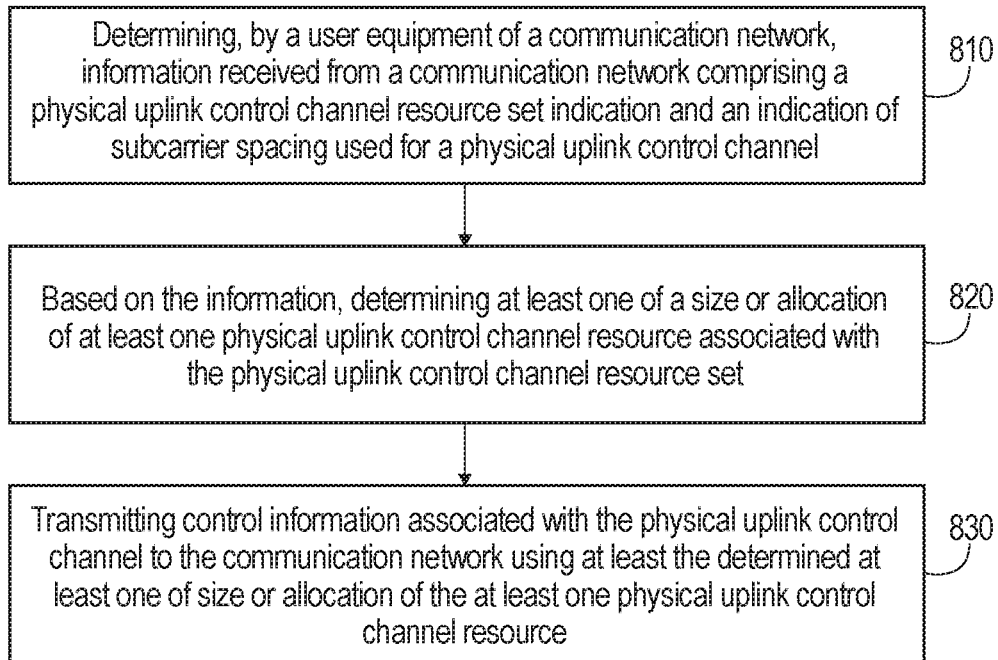 Determining, by a user equipment of a communication network,
information received from a communication network comprising a
physical uplink control channel resource set indication and an indication of
subcarrier spacing used for a physical uplink control channel
810
Based on the information, determining at least one of a size or allocation
of at least one physical uplink control channel resource associated with
the physical uplink control channel resource set
820
Transmitting control information associated with the physical uplink control
channel to the communication network using at least the determined at
least one of size or allocation of the at least one physical uplink control
channel resource
830